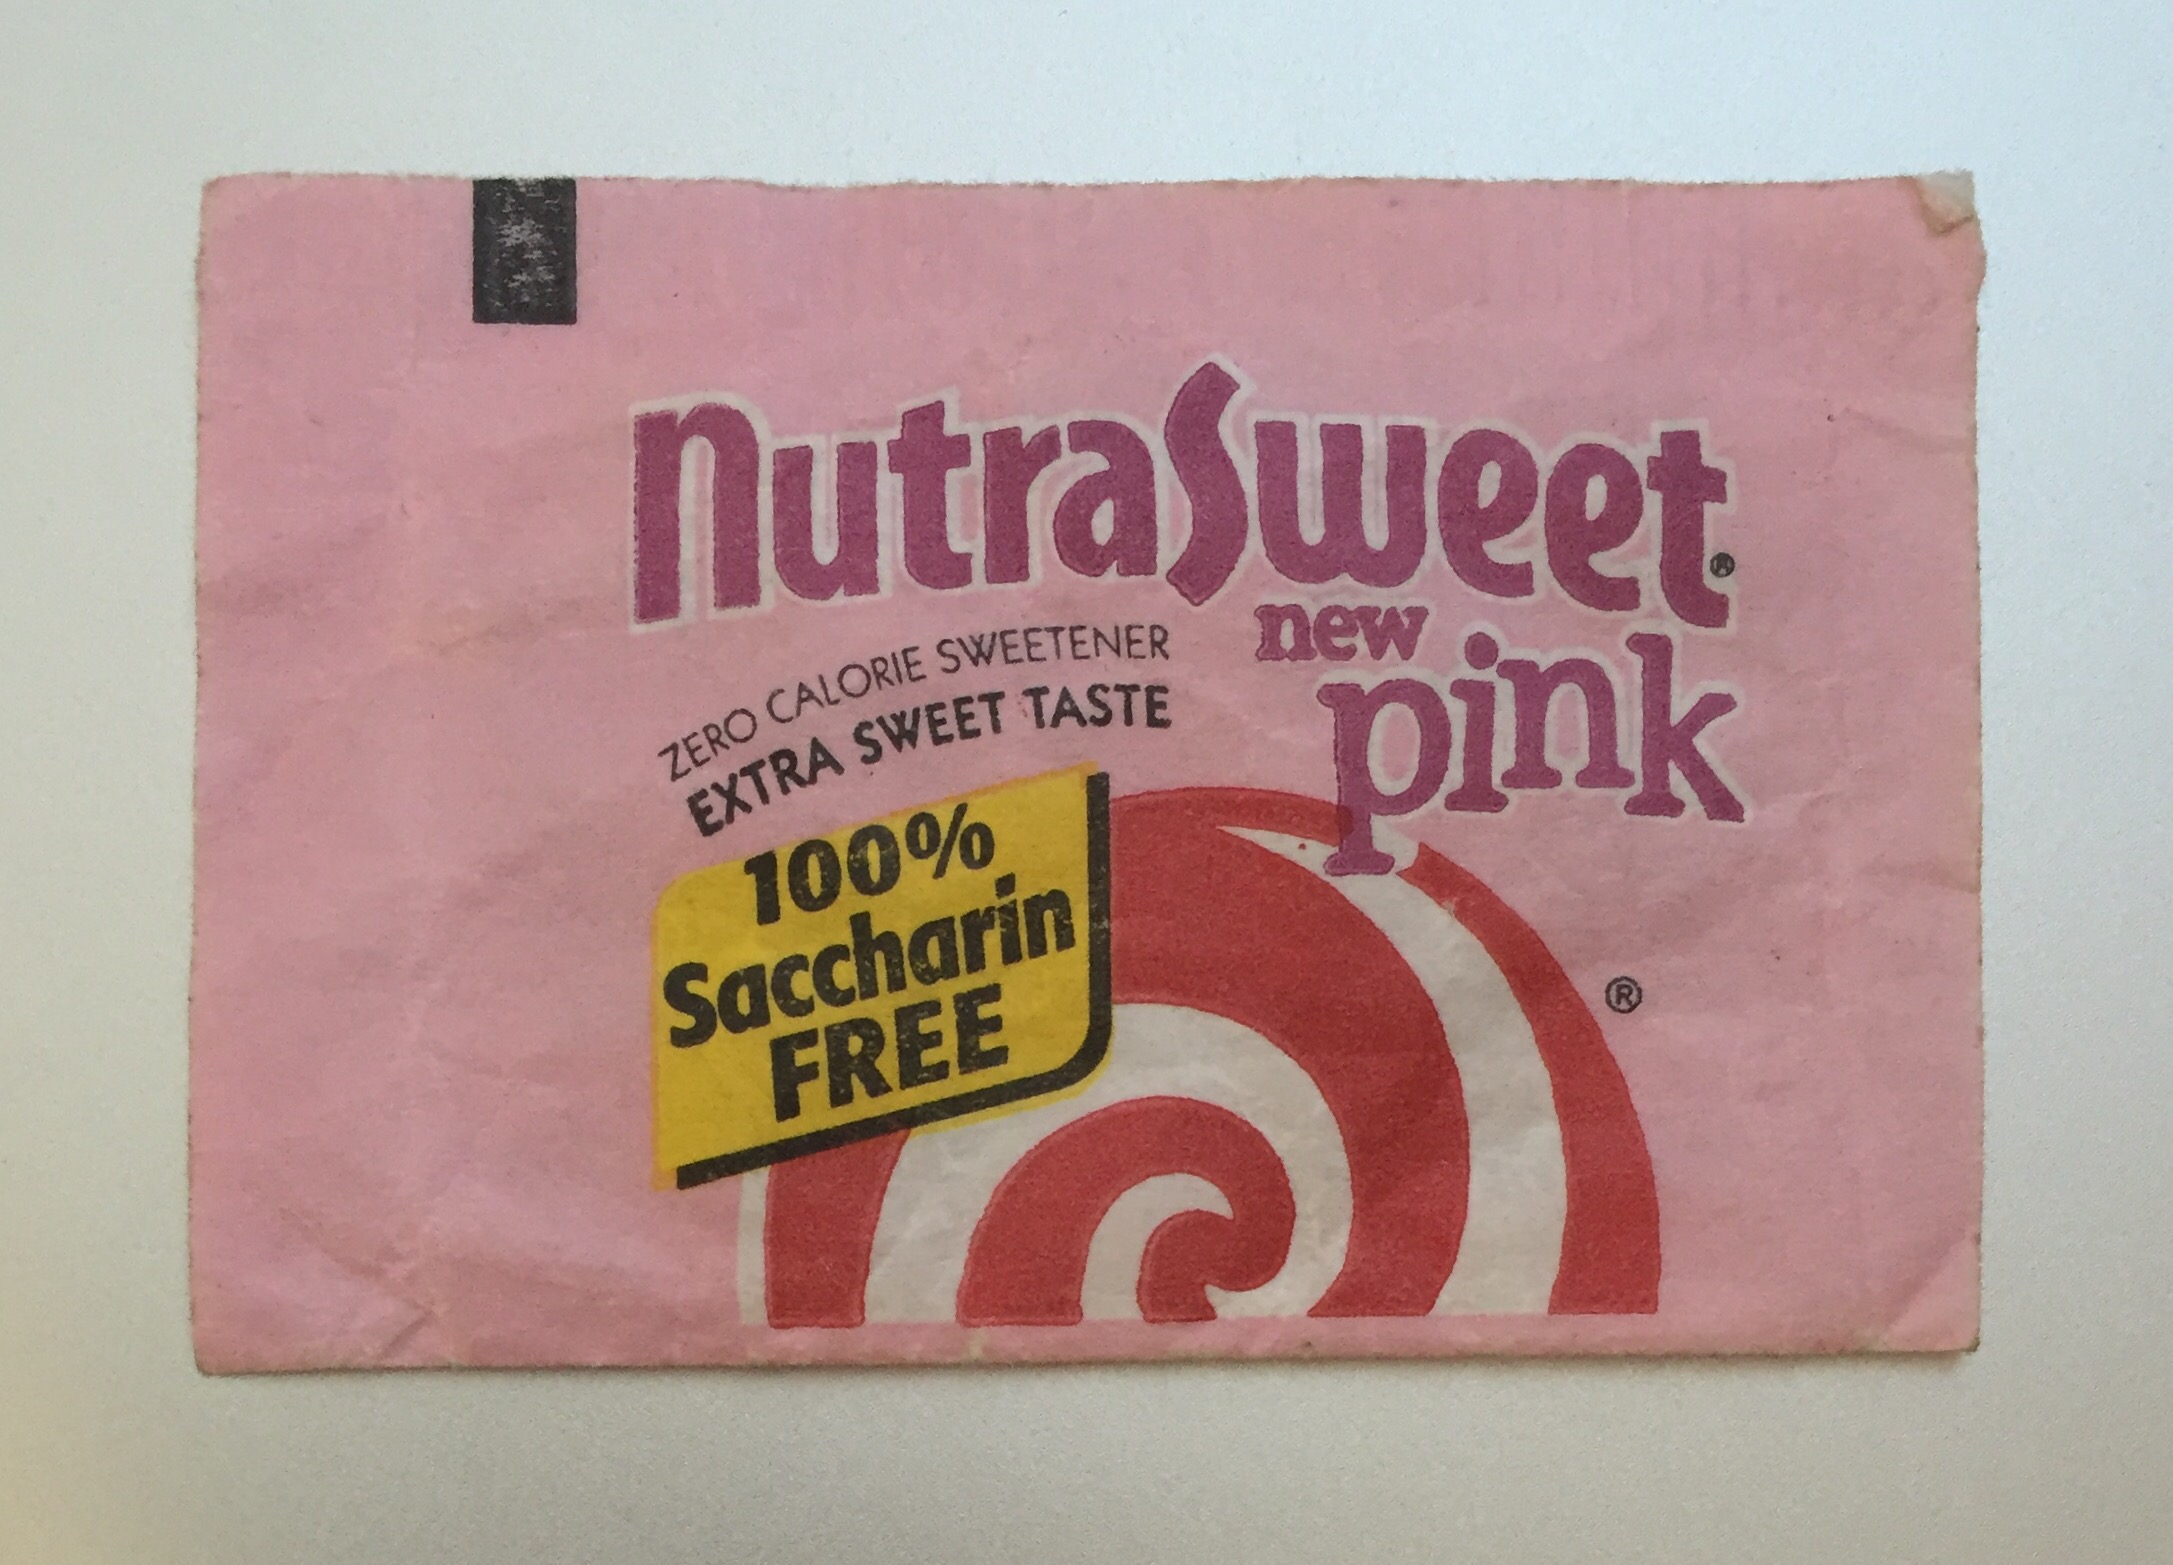 NutraSweet®
new
pink
ZERO CALORIE SWEETENER
EXTRA SWEET TASTE
100%
Saccharin
FREE
®